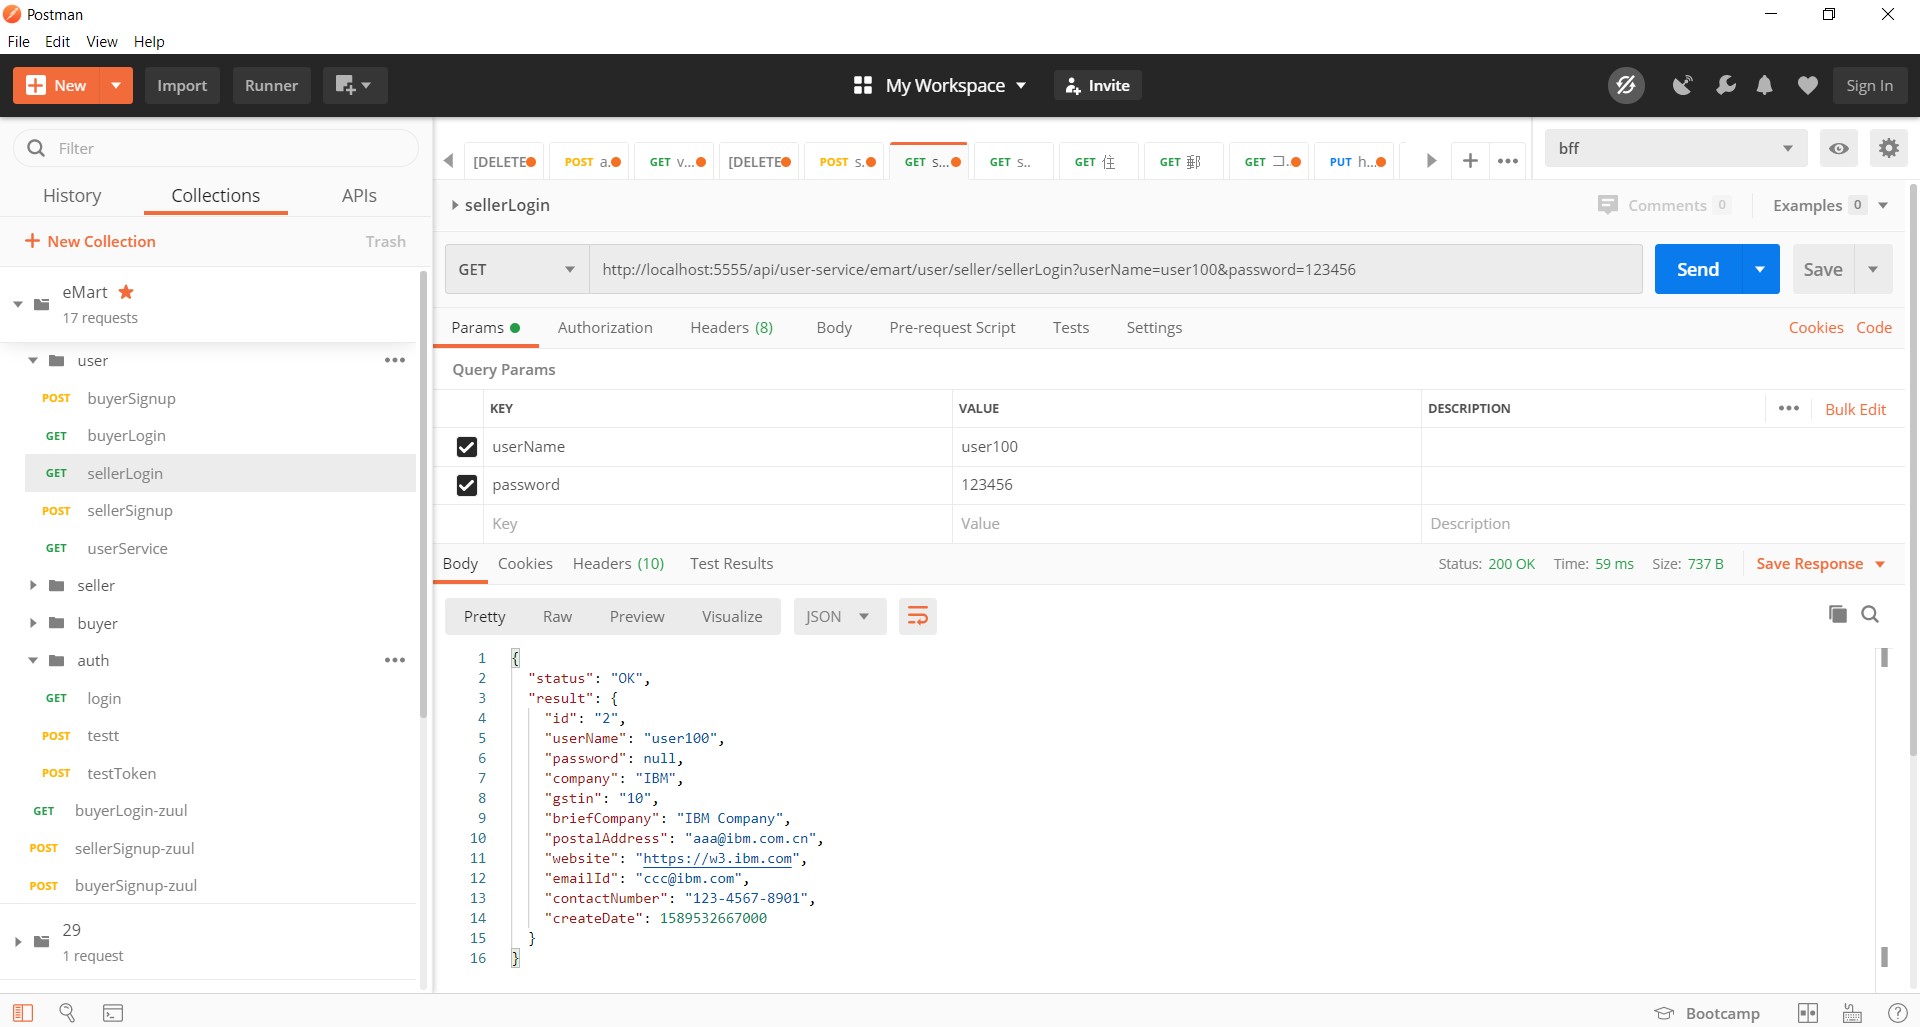 Postman
File Edit View Help
New Import Runner My Workspace Invite Sign In
Filter
History Collections APIs
New Collection Trash
eMart
17 requests
user
POST buyerSignup
GET buyerLogin
GET sellerLogin
POST sellerSignup
GET userService
seller
buyer
auth
GET login
POST testt
POST testToken
GET buyerLogin-zuul
POST sellerSignup-zuul
POST buyerSignup-zuul
29
1 request
[DELETE POST a. GET v... [DELETE POST s. GET s... GET s.. GET 住 GET 郵 GET コ. PUT h...
bff
sellerLogin Comments 0 Examples 0
GET http://localhost:5555/api/user-service/emart/user/seller/sellerLogin?userName=user100&password=123456 Send Save
Params Authorization Headers (8) Body Pre-request Script Tests Settings Cookies Code
Query Params
KEY VALUE DESCRIPTION Bulk Edit
userName user100
password 123456
Key Value Description
Body Cookies Headers (10) Test Results Status: 200 OK Time: 59 ms Size: 737 B Save Response
Pretty Raw Preview Visualize JSON
1 {
2 "status": "OK",
3 "result": {
4 "id": "2",
5 "userName": "user100",
6 "password": null,
7 "company": "IBM",
8 "gstin": "10",
9 "briefCompany": "IBM Company",
10 "postalAddress": "aaa@ibm.com.cn",
11 "website": "https://w3.ibm.com",
12 "emailId": "ccc@ibm.com",
13 "contactNumber": "123-4567-8901",
14 "createDate": 1589532667000
15 }
16 }
Bootcamp